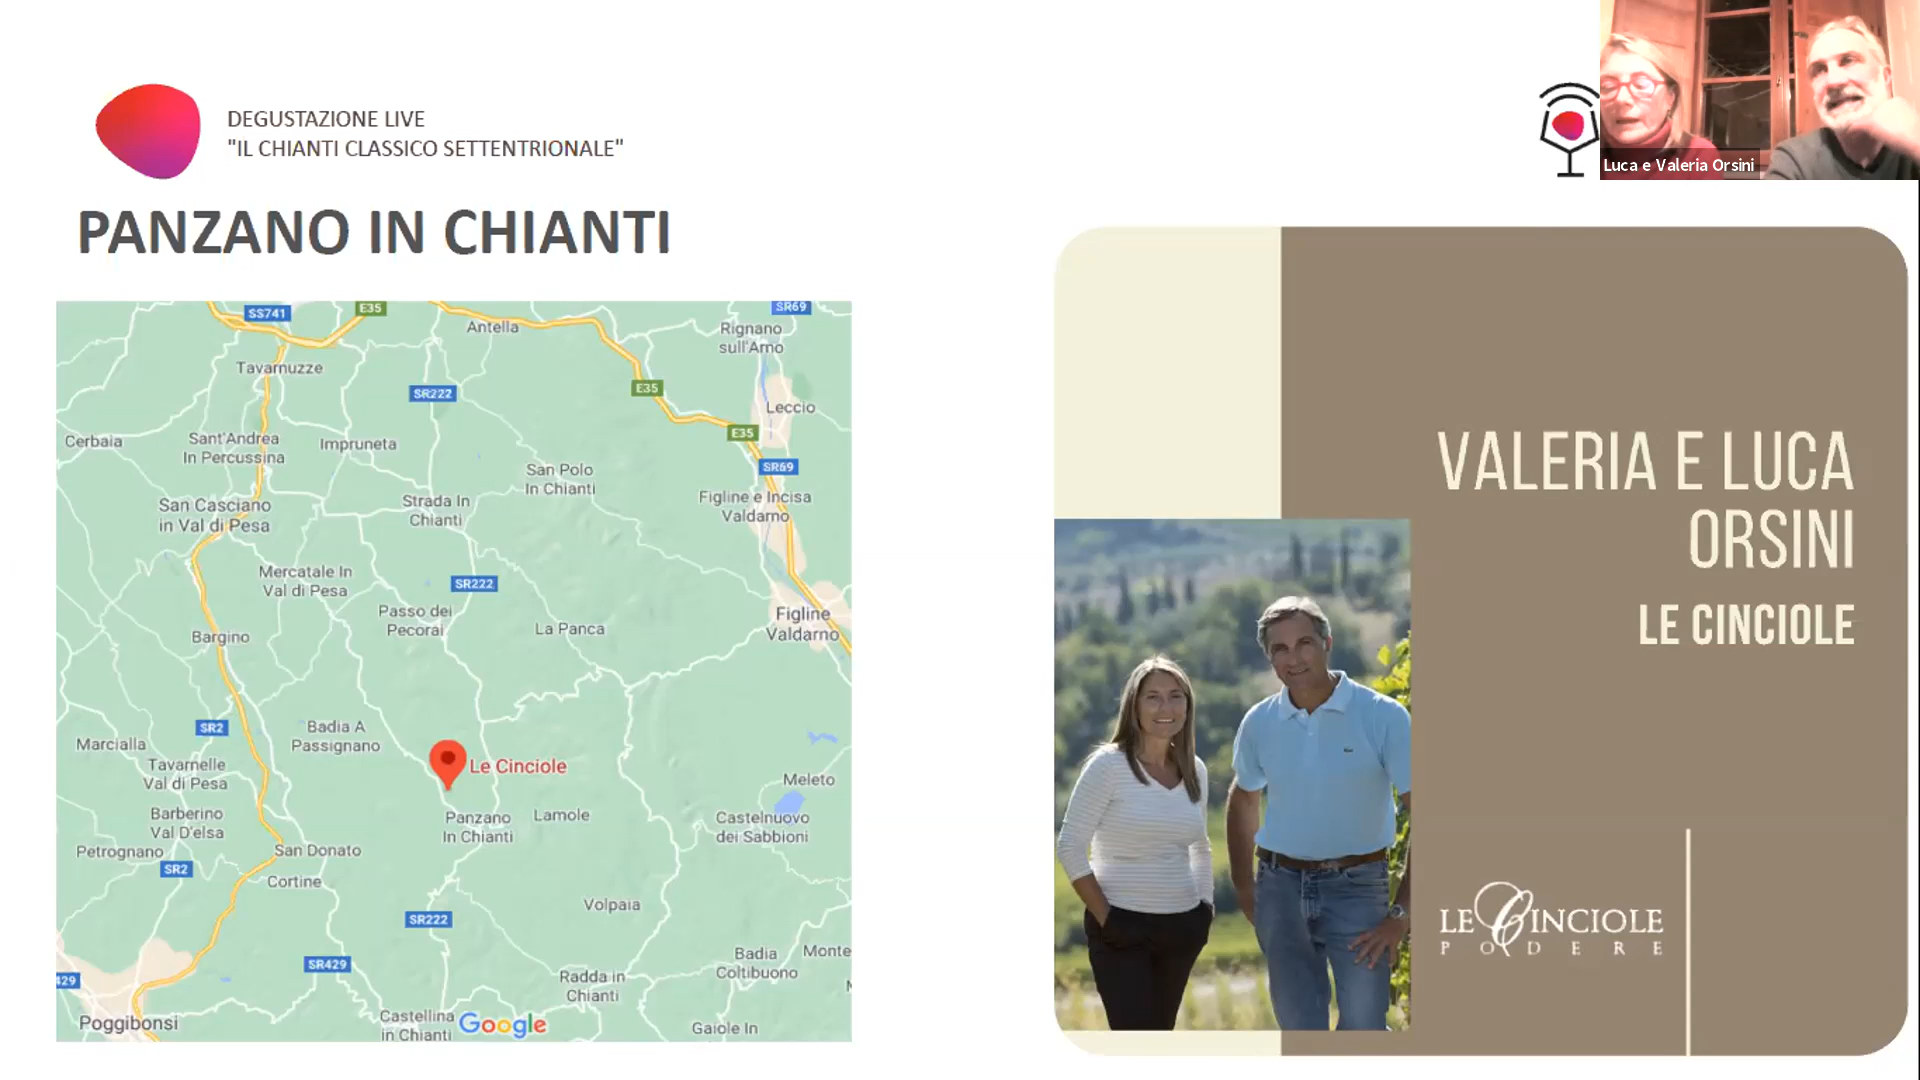 DEGUSTAZIONE LIVE
"IL CHIANTI CLASSICO SETTENTRIONALE"
Luca e Valeria Orsini
PANZANO IN CHIANTI
SS741
E35
SR69
Antella
Rignano
sull'Arno
Tavarnuzze
SR222
E35
Leccio
E35
Cerbaia
Sant'Andrea
In Percussina
Impruneta
San Polo
In Chianti
SR69
San Casciano
in Val di Pesa
Strada In
Chianti
Figline e Incisa
Valdarno
Mercatale In
Val di Pesa
SR222
Passo dei
Pecorai
La Panca
Figline
Valdarno
Bargino
SR2
Badia A
Passignano
Marcialla
Tavarnelle
Val di Pesa
Le Cinciole
Meleto
Barberino
Val D'elsa
Panzano
In Chianti
Lamole
Castelnuovo
dei Sabbioni
Petrognano
San Donato
SR2
Cortine
Volpaia
SR222
Badia
Coltibuono
Monte
SR429
429
Radda in
Chianti
Poggibonsi
Castellina
in Chianti
Google
Gaiole In
VALERIA E LUCA
ORSINI
LE CINCIOLE
LE CINCIOLE
PODERE